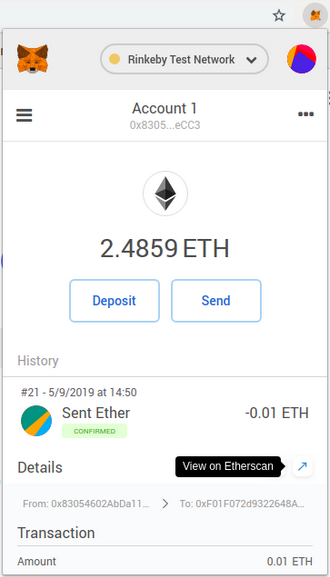 Rinkeby Test Network
Account 1
0x8305...eCC3
2.4859 ETH
Deposit
Send
History
#21 - 5/9/2019 at 14:50
Sent Ether
-0.01 ETH
CONFIRMED
Details
View on Etherscan
From: 0x83054602AbDa11...
To: 0xF01F072d9322648A...
Transaction
Amount
0.01 ETH